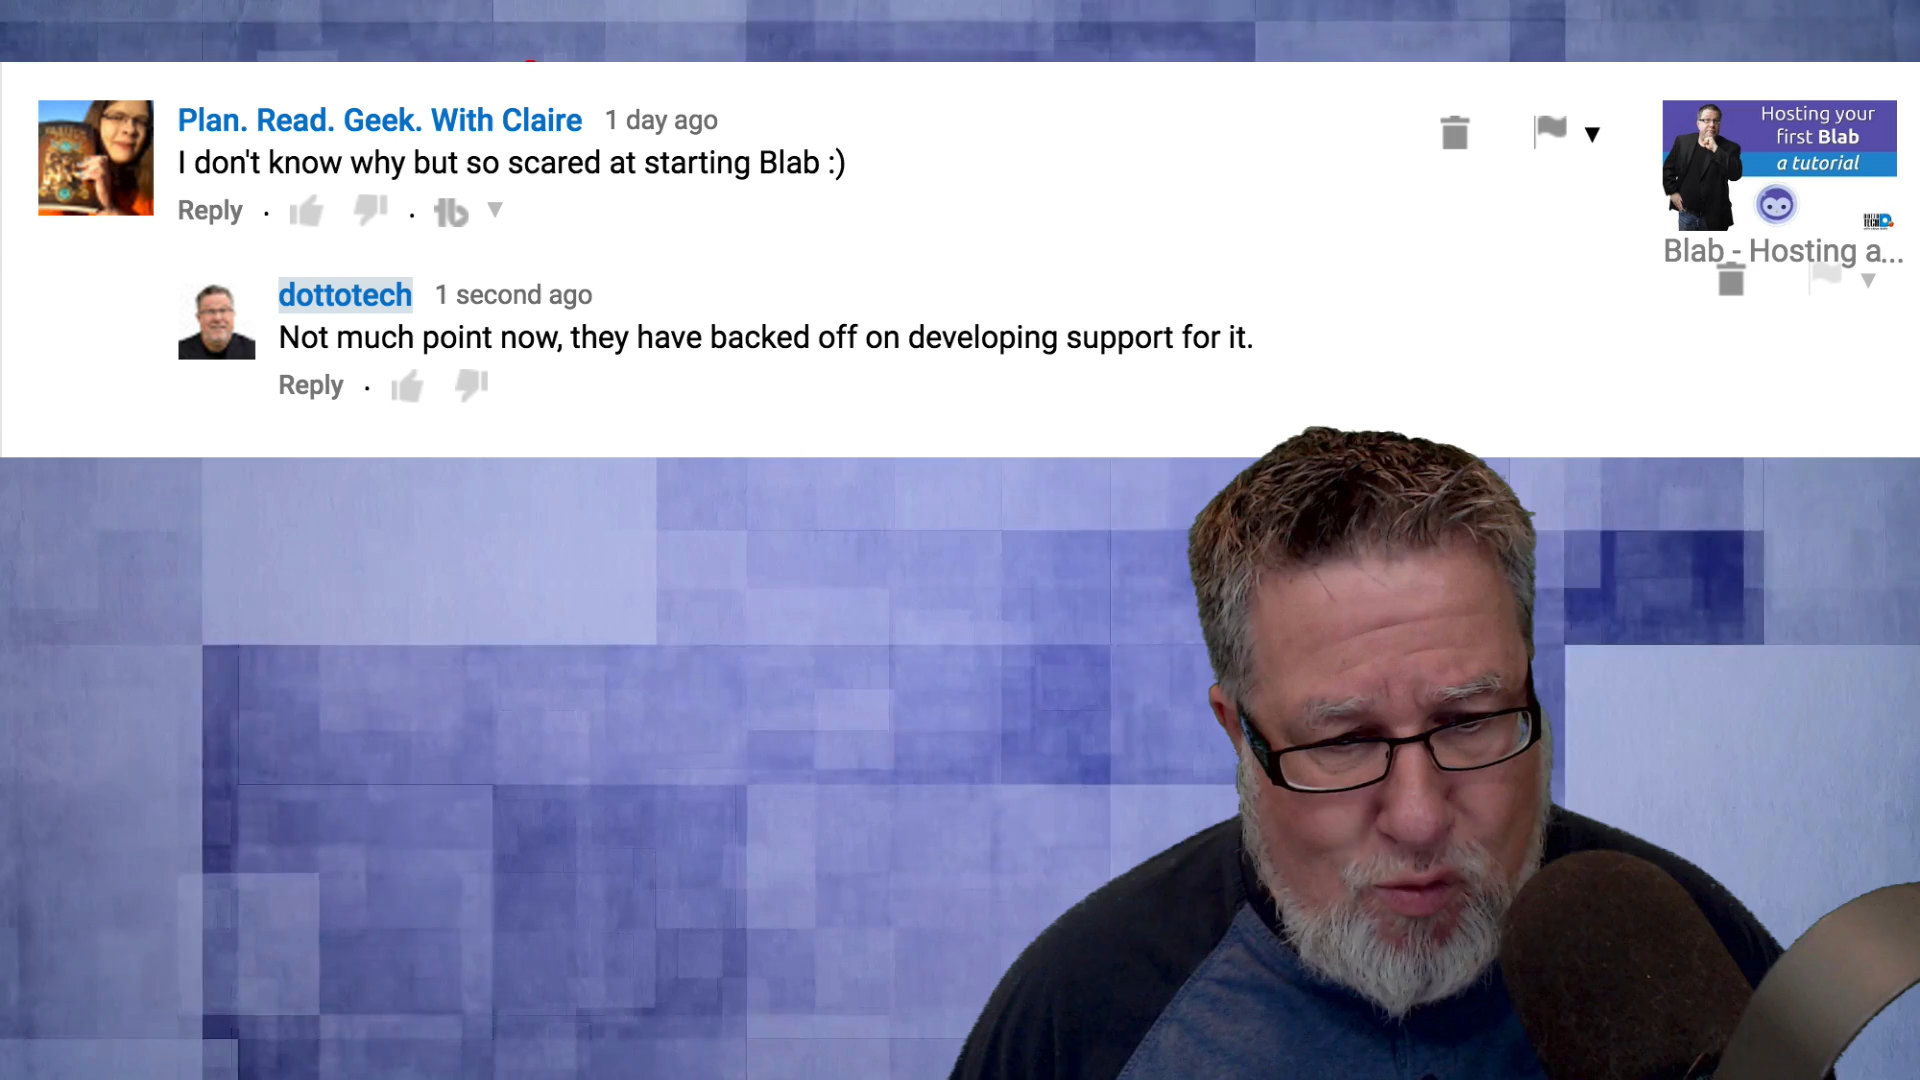 Plan. Read. Geek. With Claire 1 day ago
I don't know why but so scared at starting Blab :)
Reply
Hosting your
first Blab
a tutorial
Blab - Hosting a...
dottotech 1 second ago
Not much point now, they have backed off on developing support for it.
Reply